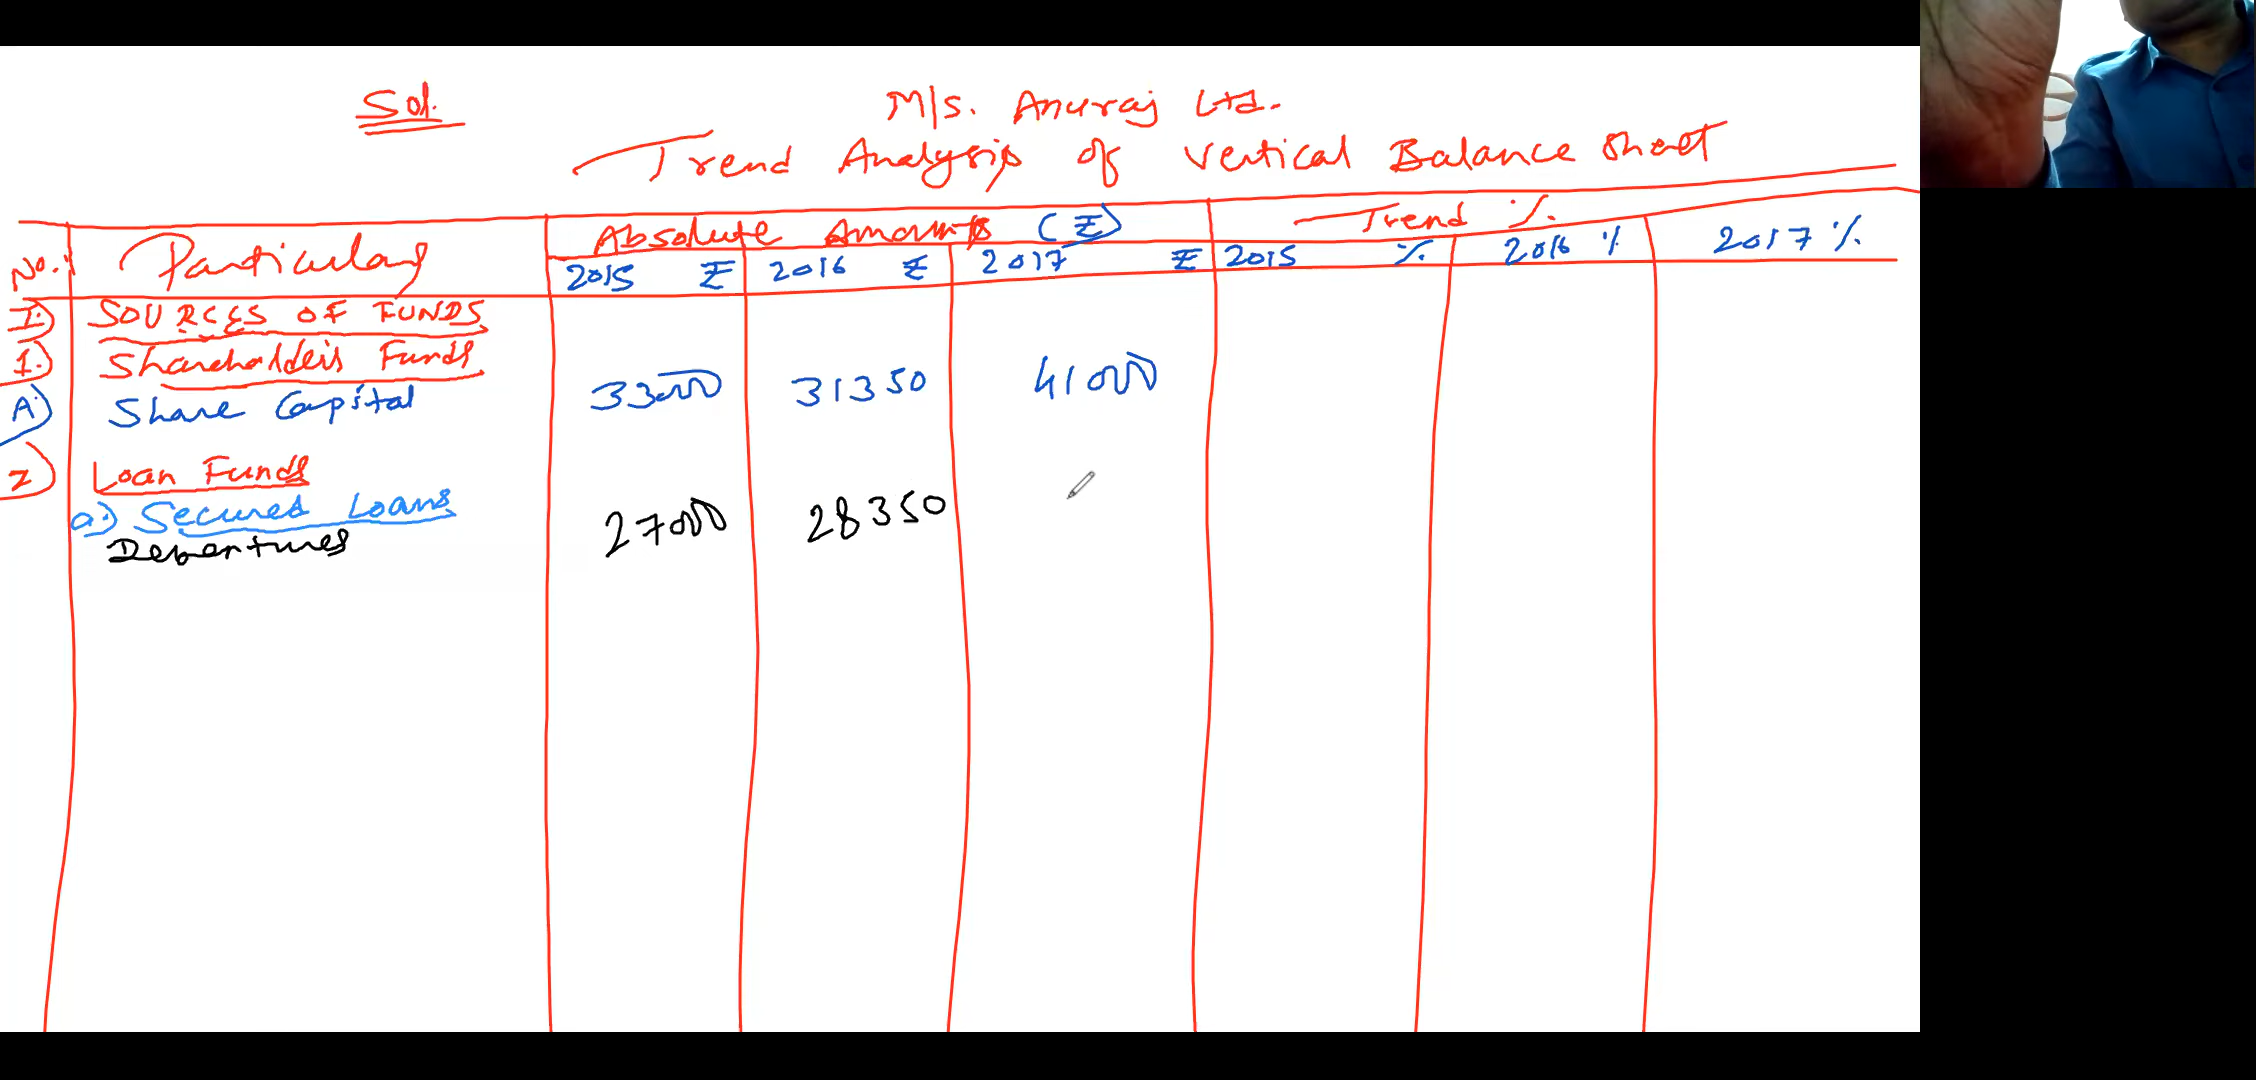 Sol.
M/s. Anuraj Ltd.
Trend Analysis of Vertical Balance Sheet
No. Particulars Absolute Amounts (₹) Trend %
2015 ₹ 2016 ₹ 2017 ₹ 2015 % 2016 % 2017 %
I) SOURCES OF FUNDS
1.) Shareholder's Funds
A) Share Capital 33000 31350 41000
2) Loan Funds
a.) Secured Loans
Debentures 27000 28350